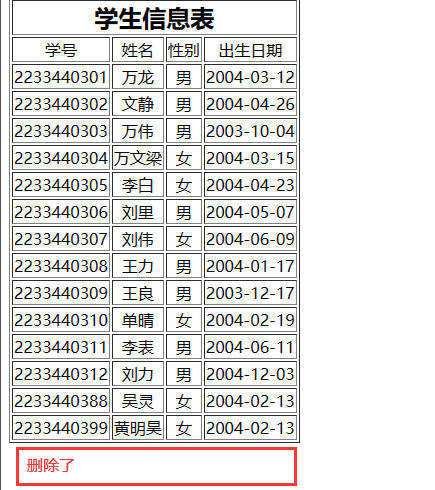 学生信息表
学号 姓名 性别 出生日期
2233440301 万龙 男 2004-03-12
2233440302 文静 男 2004-04-26
2233440303 万伟 男 2003-10-04
2233440304 万文梁 女 2004-03-15
2233440305 李白 女 2004-04-23
2233440306 刘里 男 2004-05-07
2233440307 刘伟 女 2004-06-09
2233440308 王力 男 2004-01-17
2233440309 王良 男 2003-12-17
2233440310 单晴 女 2004-02-19
2233440311 李表 男 2004-06-11
2233440312 刘力 男 2004-12-03
2233440388 吴灵 女 2004-02-13
2233440399 黄明昊 女 2004-02-13
删除了